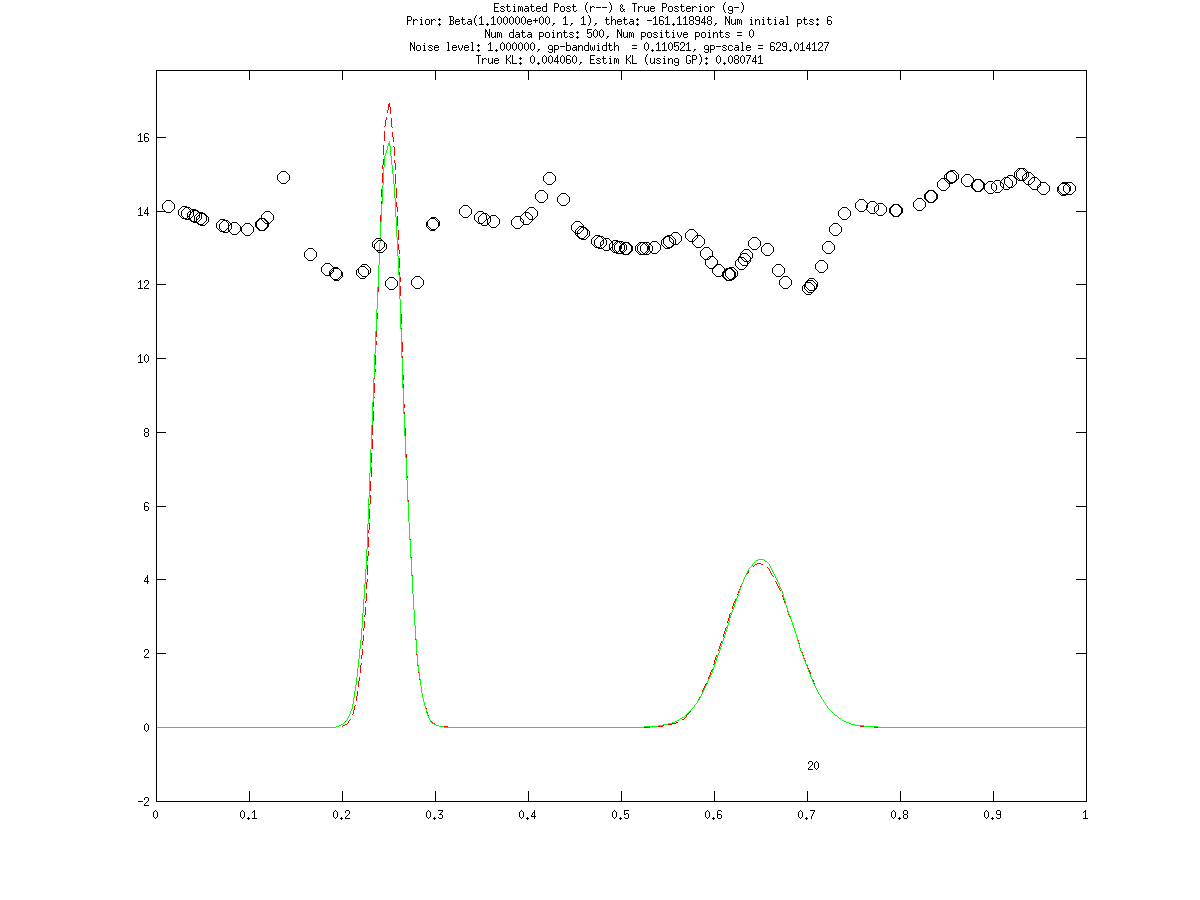 Estimated Post (r--) & True Posterior (g-)
Prior: Beta(1.100000e+00, 1, 1), theta: -161.118948, Num initial pts: 6
Num data points: 500, Num positive points = 0
Noise level: 1.000000, gp-bandwidth  = 0.110521, gp-scale = 629.014127
True KL: 0.004060, Estim KL (using GP): 0.080741
16
14
12
10
8
6
4
2
0
20
-2
0 0.1 0.2 0.3 0.4 0.5 0.6 0.7 0.8 0.9 1